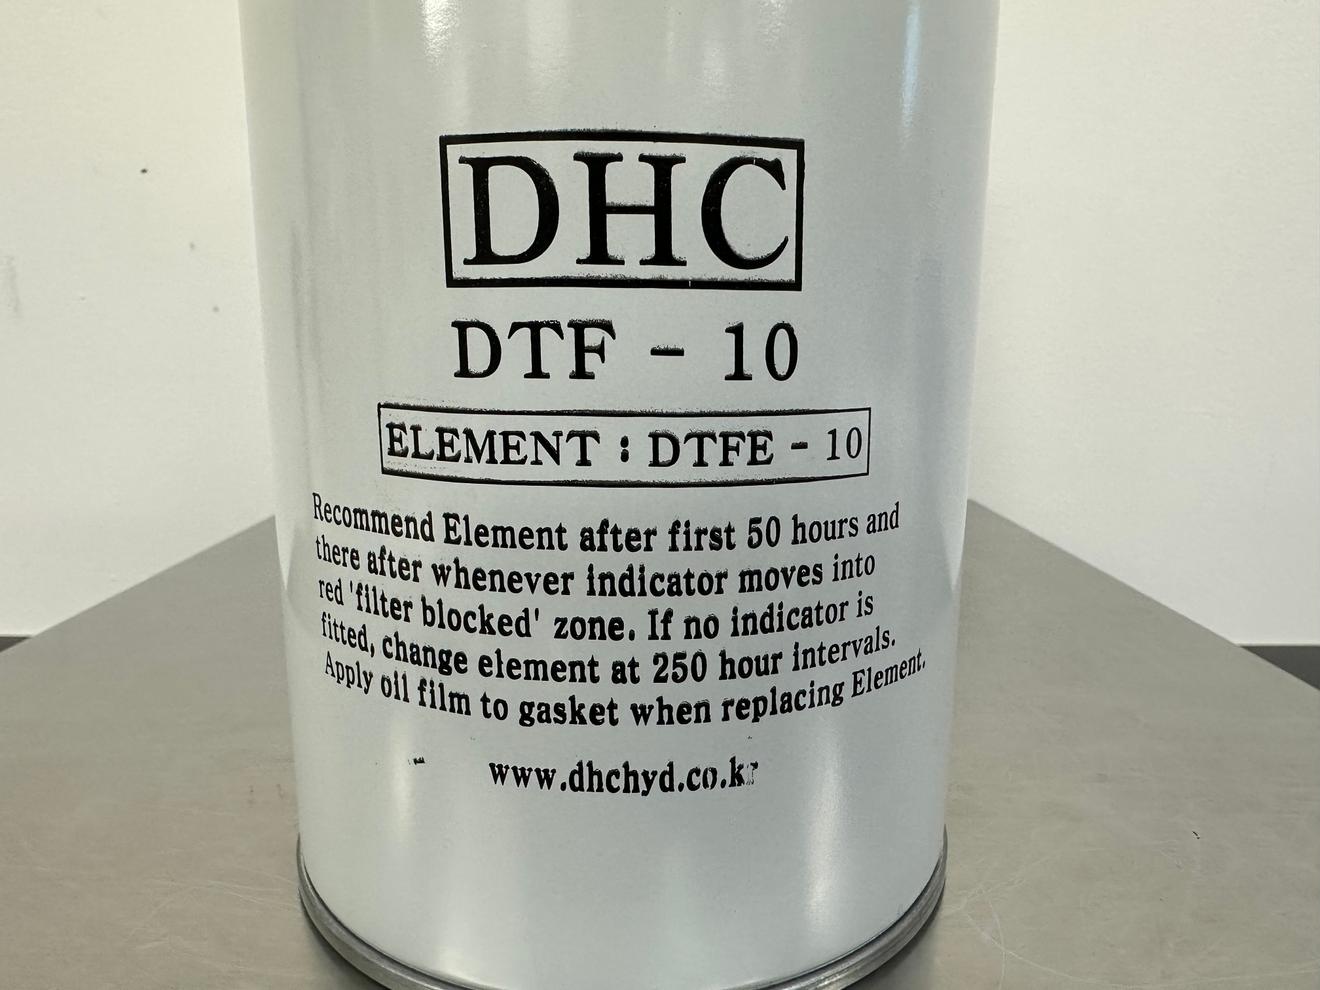 DHC
DTF - 10
ELEMENT : DTFE - 10
Recommend Element after first 50 hours and
there after whenever indicator moves into
red 'filter blocked' zone. If no indicator is
fitted, change element at 250 hour intervals.
Apply oil film to gasket when replacing Element.
www.dhchyd.co.kr